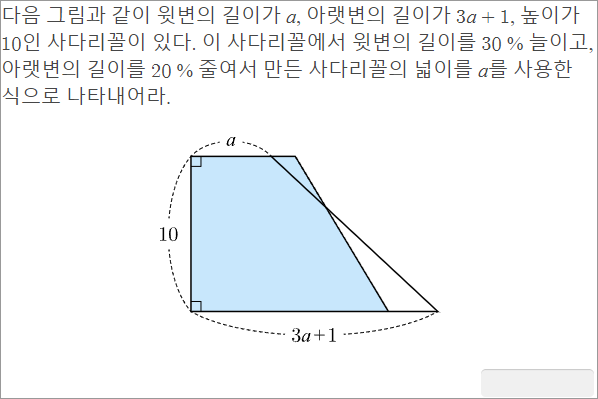 다음 그림과 같이 윗변의 길이가 a, 아랫변의 길이가 3a + 1, 높이가
10인 사다리꼴이 있다. 이 사다리꼴에서 윗변의 길이를 30 % 늘이고,
아랫변의 길이를 20 % 줄여서 만든 사다리꼴의 넓이를 a를 사용한
식으로 나타내어라.
a
10
3a+1